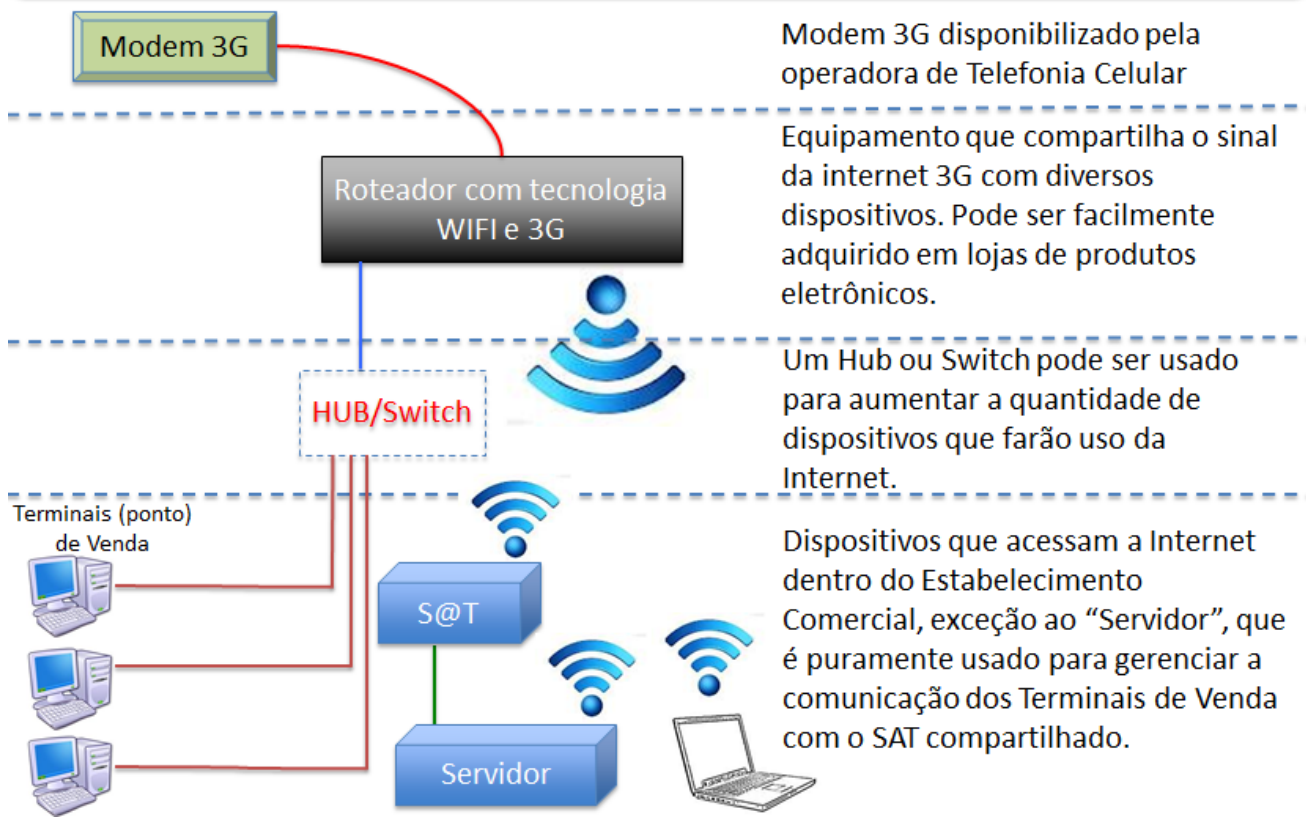 Modem 3G
Modem 3G disponibilizado pela
operadora de Telefonia Celular
Roteador com tecnologia
WIFI e 3G
Equipamento que compartilha o sinal
da internet 3G com diversos
dispositivos. Pode ser facilmente
adquirido em lojas de produtos
eletrônicos.
HUB/Switch
Um Hub ou Switch pode ser usado
para aumentar a quantidade de
dispositivos que farão uso da
Internet.
Terminais (ponto)
de Venda
S@T
Servidor
Dispositivos que acessam a Internet
dentro do Estabelecimento
Comercial, exceção ao “Servidor”, que
é puramente usado para gerenciar a
comunicação dos Terminais de Venda
com o SAT compartilhado.